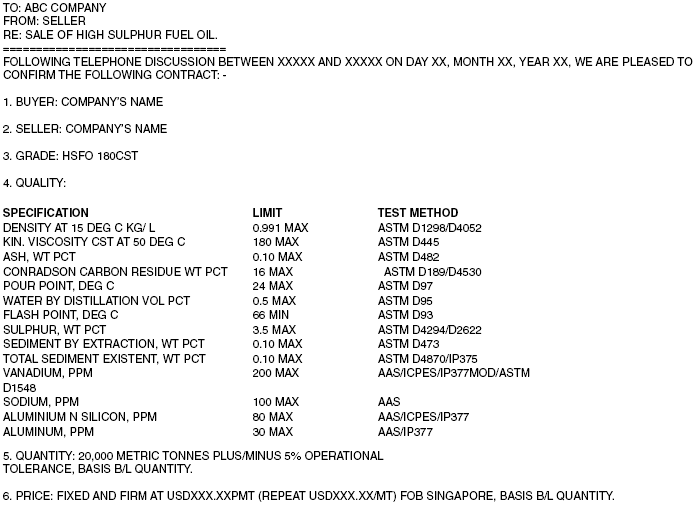 TO: ABC COMPANY
FROM: SELLER
RE: SALE OF HIGH SULPHUR FUEL OIL.
=================================
FOLLOWING TELEPHONE DISCUSSION BETWEEN XXXXX AND XXXXX ON DAY XX, MONTH XX, YEAR XX, WE ARE PLEASED TO
CONFIRM THE FOLLOWING CONTRACT: -
1. BUYER: COMPANY'S NAME
2. SELLER: COMPANY'S NAME
3. GRADE: HSFO 180CST
4. QUALITY:
SPECIFICATION LIMIT TEST METHOD
DENSITY AT 15 DEG C KG/ L 0.991 MAX ASTM D1298/D4052
KIN. VISCOSITY CST AT 50 DEG C 180 MAX ASTM D445
ASH, WT PCT 0.10 MAX ASTM D482
CONRADSON CARBON RESIDUE WT PCT 16 MAX ASTM D189/D4530
POUR POINT, DEG C 24 MAX ASTM D97
WATER BY DISTILLATION VOL PCT 0.5 MAX ASTM D95
FLASH POINT, DEG C 66 MIN ASTM D93
SULPHUR, WT PCT 3.5 MAX ASTM D4294/D2622
SEDIMENT BY EXTRACTION, WT PCT 0.10 MAX ASTM D473
TOTAL SEDIMENT EXISTENT, WT PCT 0.10 MAX ASTM D4870/IP375
VANADIUM, PPM 200 MAX AAS/ICPES/IP377MOD/ASTM
D1548
SODIUM, PPM 100 MAX AAS
ALUMINIUM N SILICON, PPM 80 MAX AAS/ICPES/IP377
ALUMINUM, PPM 30 MAX AAS/IP377
5. QUANTITY: 20,000 METRIC TONNES PLUS/MINUS 5% OPERATIONAL
TOLERANCE, BASIS B/L QUANTITY.
6. PRICE: FIXED AND FIRM AT USDXXX.XXPMT (REPEAT USDXXX.XX/MT) FOB SINGAPORE, BASIS B/L QUANTITY.